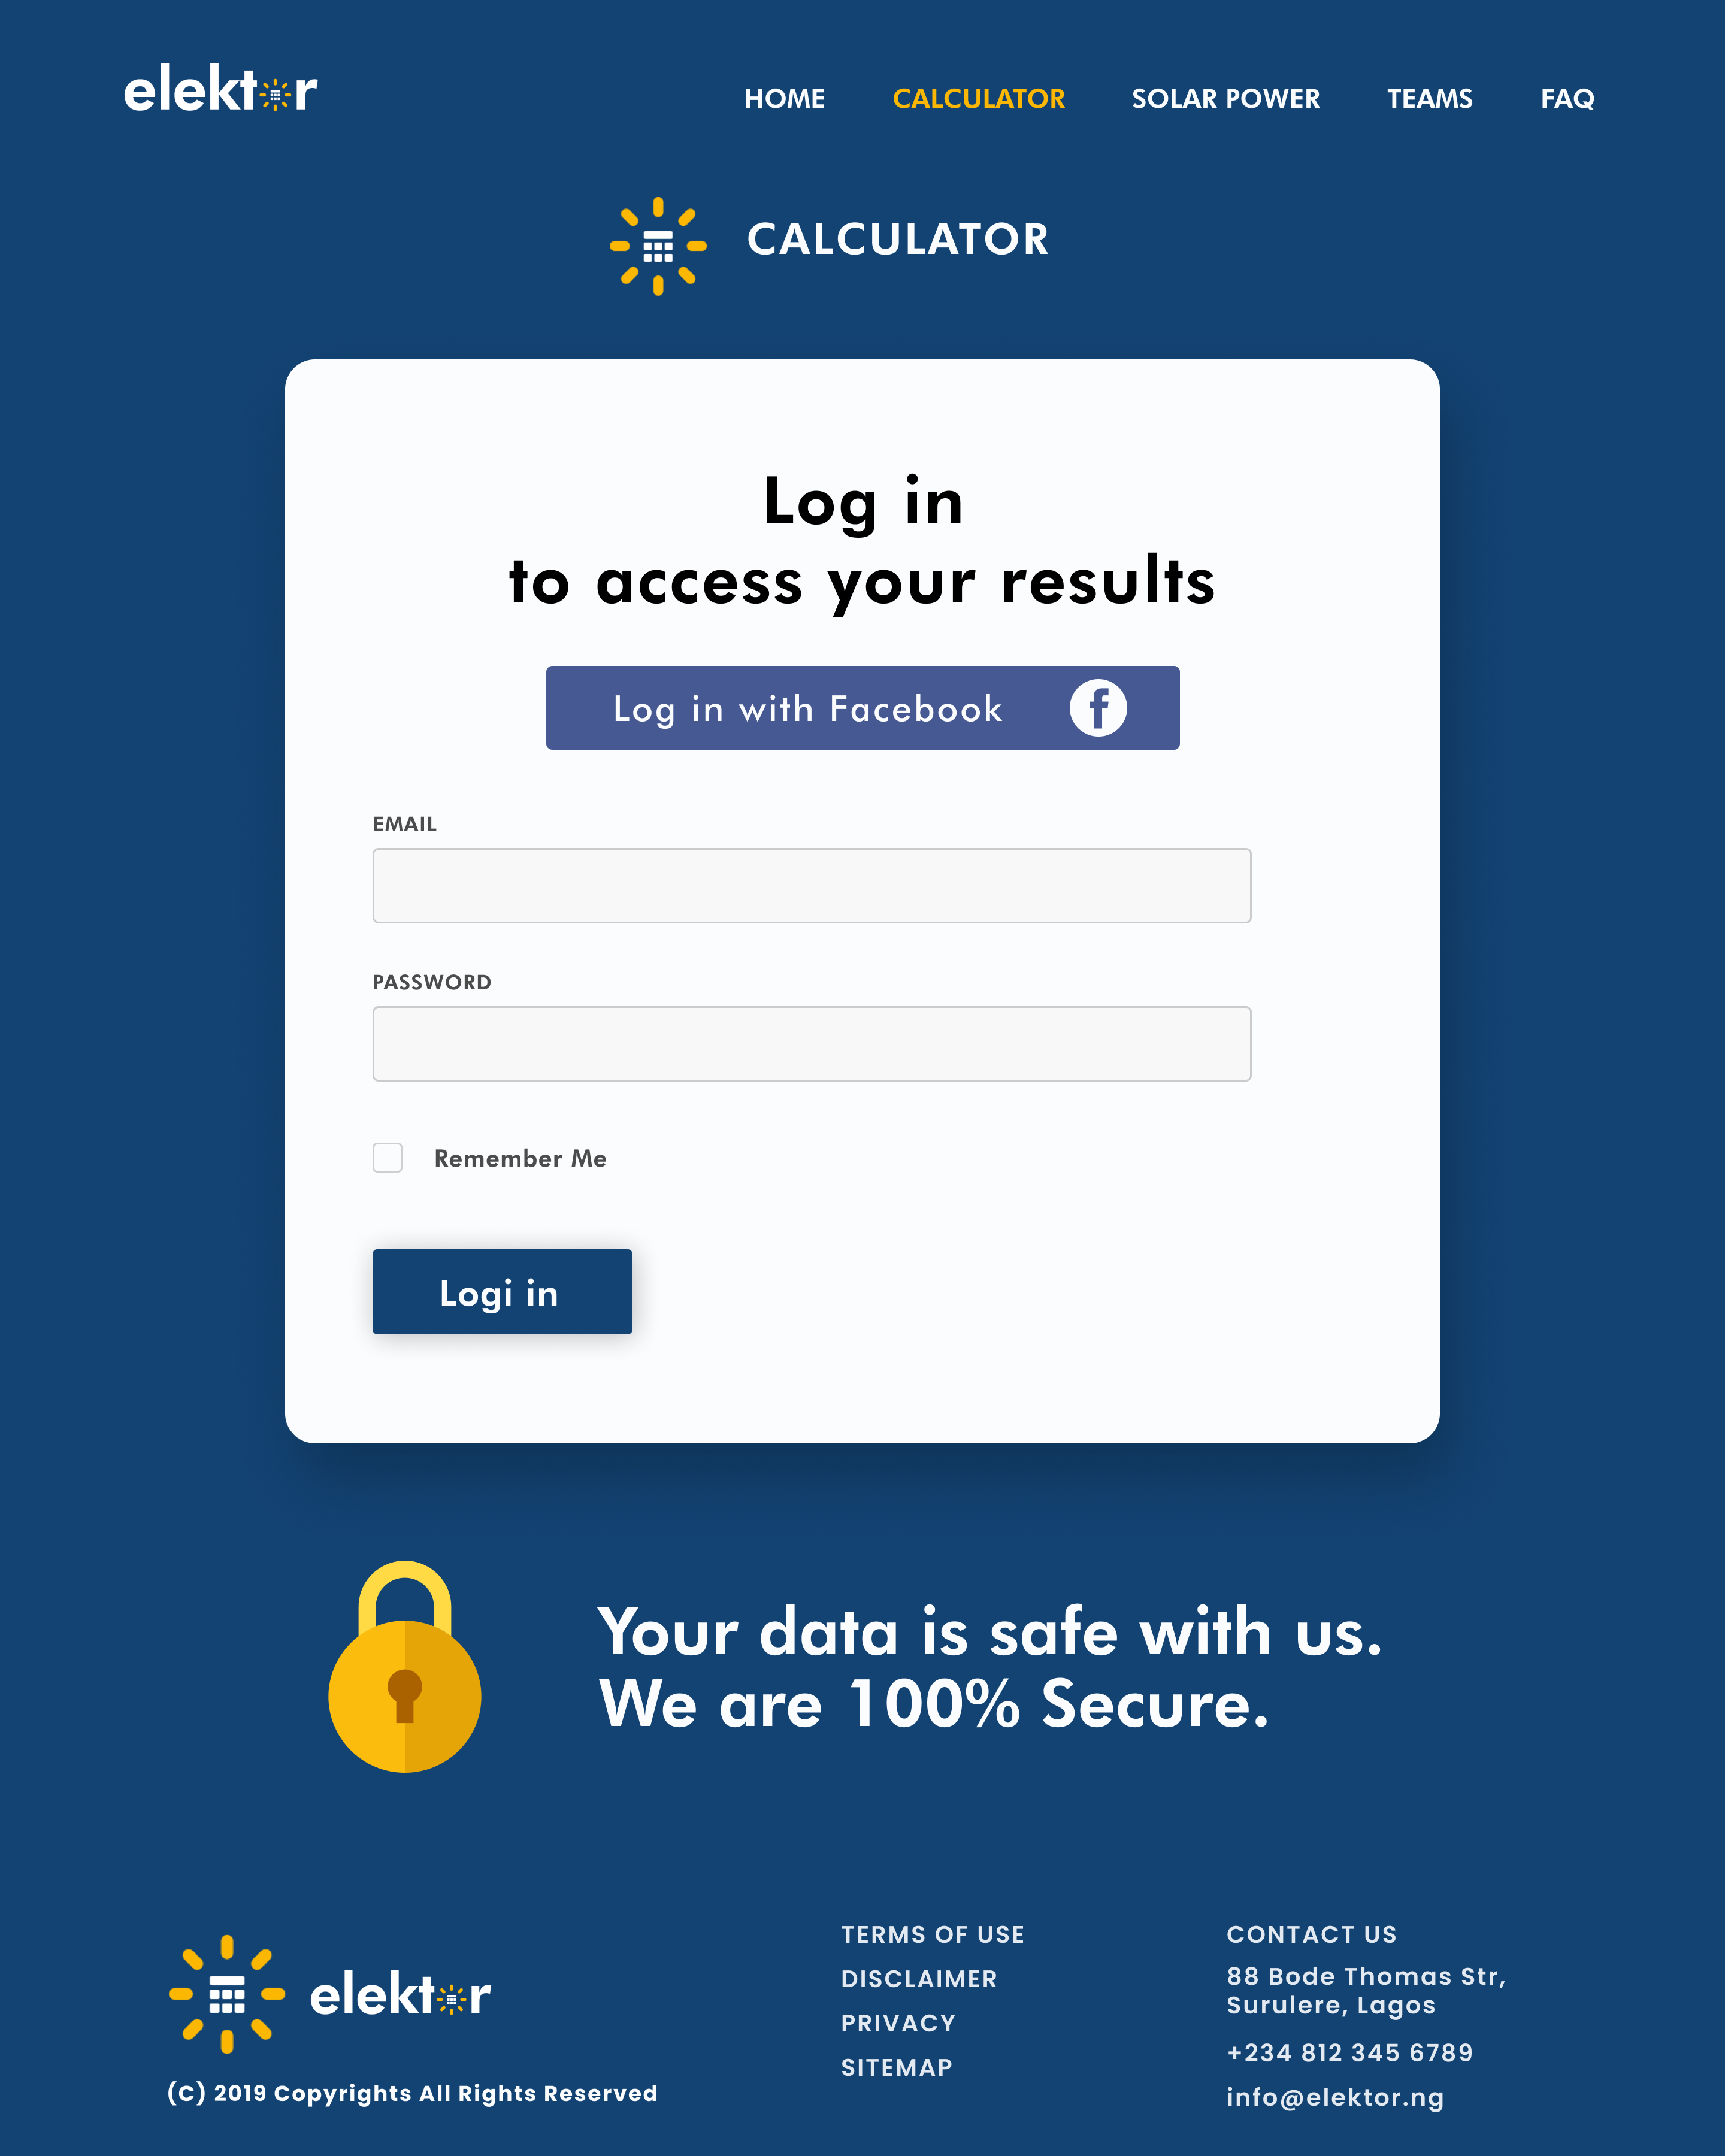 elektor
HOME CALCULATOR SOLAR POWER TEAMS FAQ
CALCULATOR
Log in
to access your results
Log in with Facebook f
EMAIL
PASSWORD
Remember Me
Logi in
Your data is safe with us.
We are 100% Secure.
elektor
(C) 2019 Copyrights All Rights Reserved
TERMS OF USE
DISCLAIMER
PRIVACY
SITEMAP
CONTACT US
88 Bode Thomas Str,
Surulere, Lagos
+234 812 345 6789
info@elektor.ng